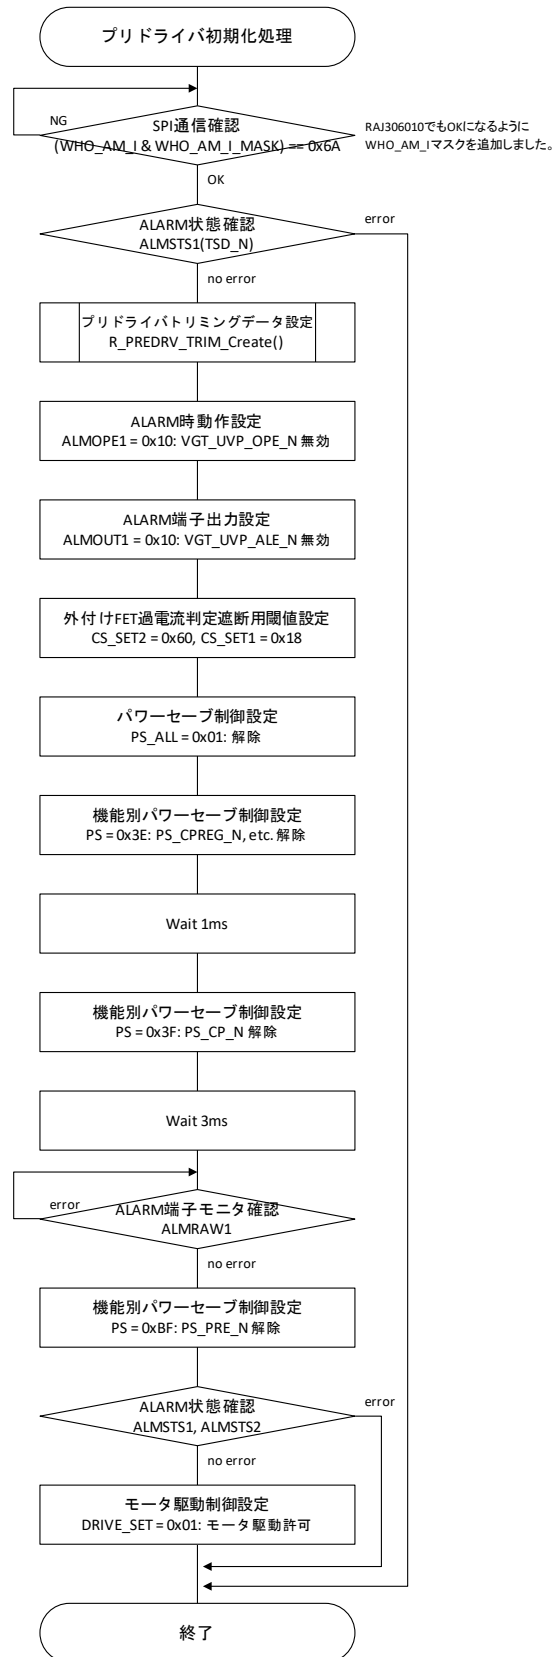 プリドライバ初期化処理
NG
SPI通信確認
(WHO_AM_I & WHO_AM_I_MASK) == 0x6A
RAJ306010でもOKになるように
WHO_AM_Iマスクを追加しました。
OK
ALARM状態確認
ALMSTS1(TSD_N)
error
no error
プリドライバトリミングデータ設定
R_PREDRV_TRIM_Create()
ALARM時動作設定
ALMOPE1 = 0x10: VGT_UVP_OPE_N 無効
ALARM端子出力設定
ALMOUT1 = 0x10: VGT_UVP_ALE_N 無効
外付けFET過電流判定遮断用閾値設定
CS_SET2 = 0x60, CS_SET1 = 0x18
パワーセーブ制御設定
PS_ALL = 0x01: 解除
機能別パワーセーブ制御設定
PS = 0x3E: PS_CPREG_N, etc. 解除
Wait 1ms
機能別パワーセーブ制御設定
PS = 0x3F: PS_CP_N 解除
Wait 3ms
error
ALARM端子モニタ確認
ALMRAW1
no error
機能別パワーセーブ制御設定
PS = 0xBF: PS_PRE_N 解除
ALARM状態確認
ALMSTS1, ALMSTS2
error
no error
モータ駆動制御設定
DRIVE_SET = 0x01: モータ駆動許可
終了